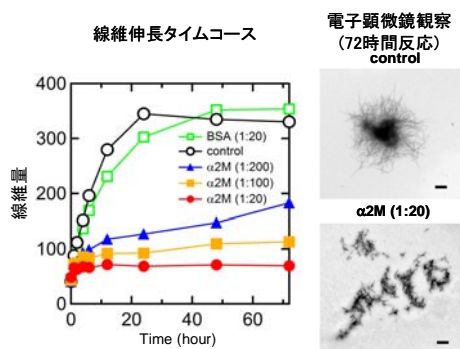 線維伸長タイムコース
電子顕微鏡観察
(72時間反応)
control
400
300
200
100
0
線維量
BSA (1:20)
control
α2M (1:200)
α2M (1:100)
α2M (1:20)
0
20
40
60
Time (hour)
α2M (1:20)